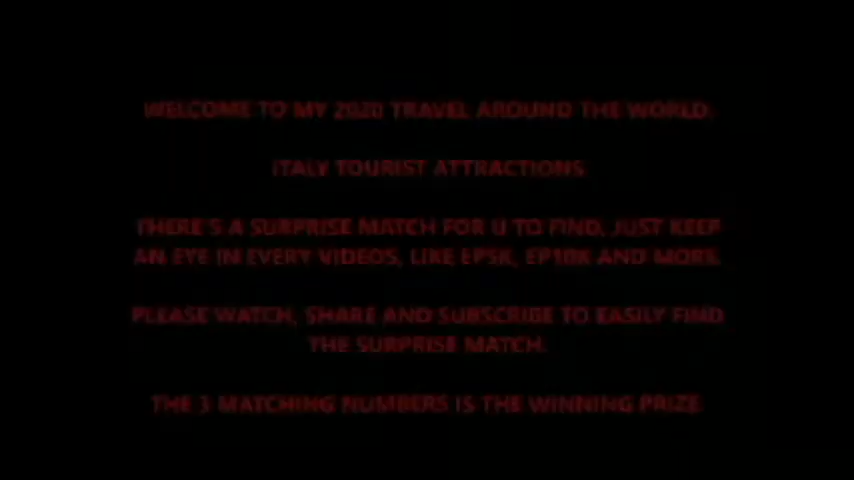 WELCOME TO MY 2020 TRAVEL AROUND THE WORLD.
ITALY TOURIST ATTRACTIONS.
THERE'S A SURPRISE MATCH FOR U TO FIND, JUST KEEP
AN EYE IN EVERY VIDEOS, LIKE EP5K, EP10K AND MORE.
PLEASE WATCH, SHARE AND SUBSCRIBE TO EASILY FIND
THE SURPRISE MATCH.
THE 3 MATCHING NUMBERS IS THE WINNING PRIZE